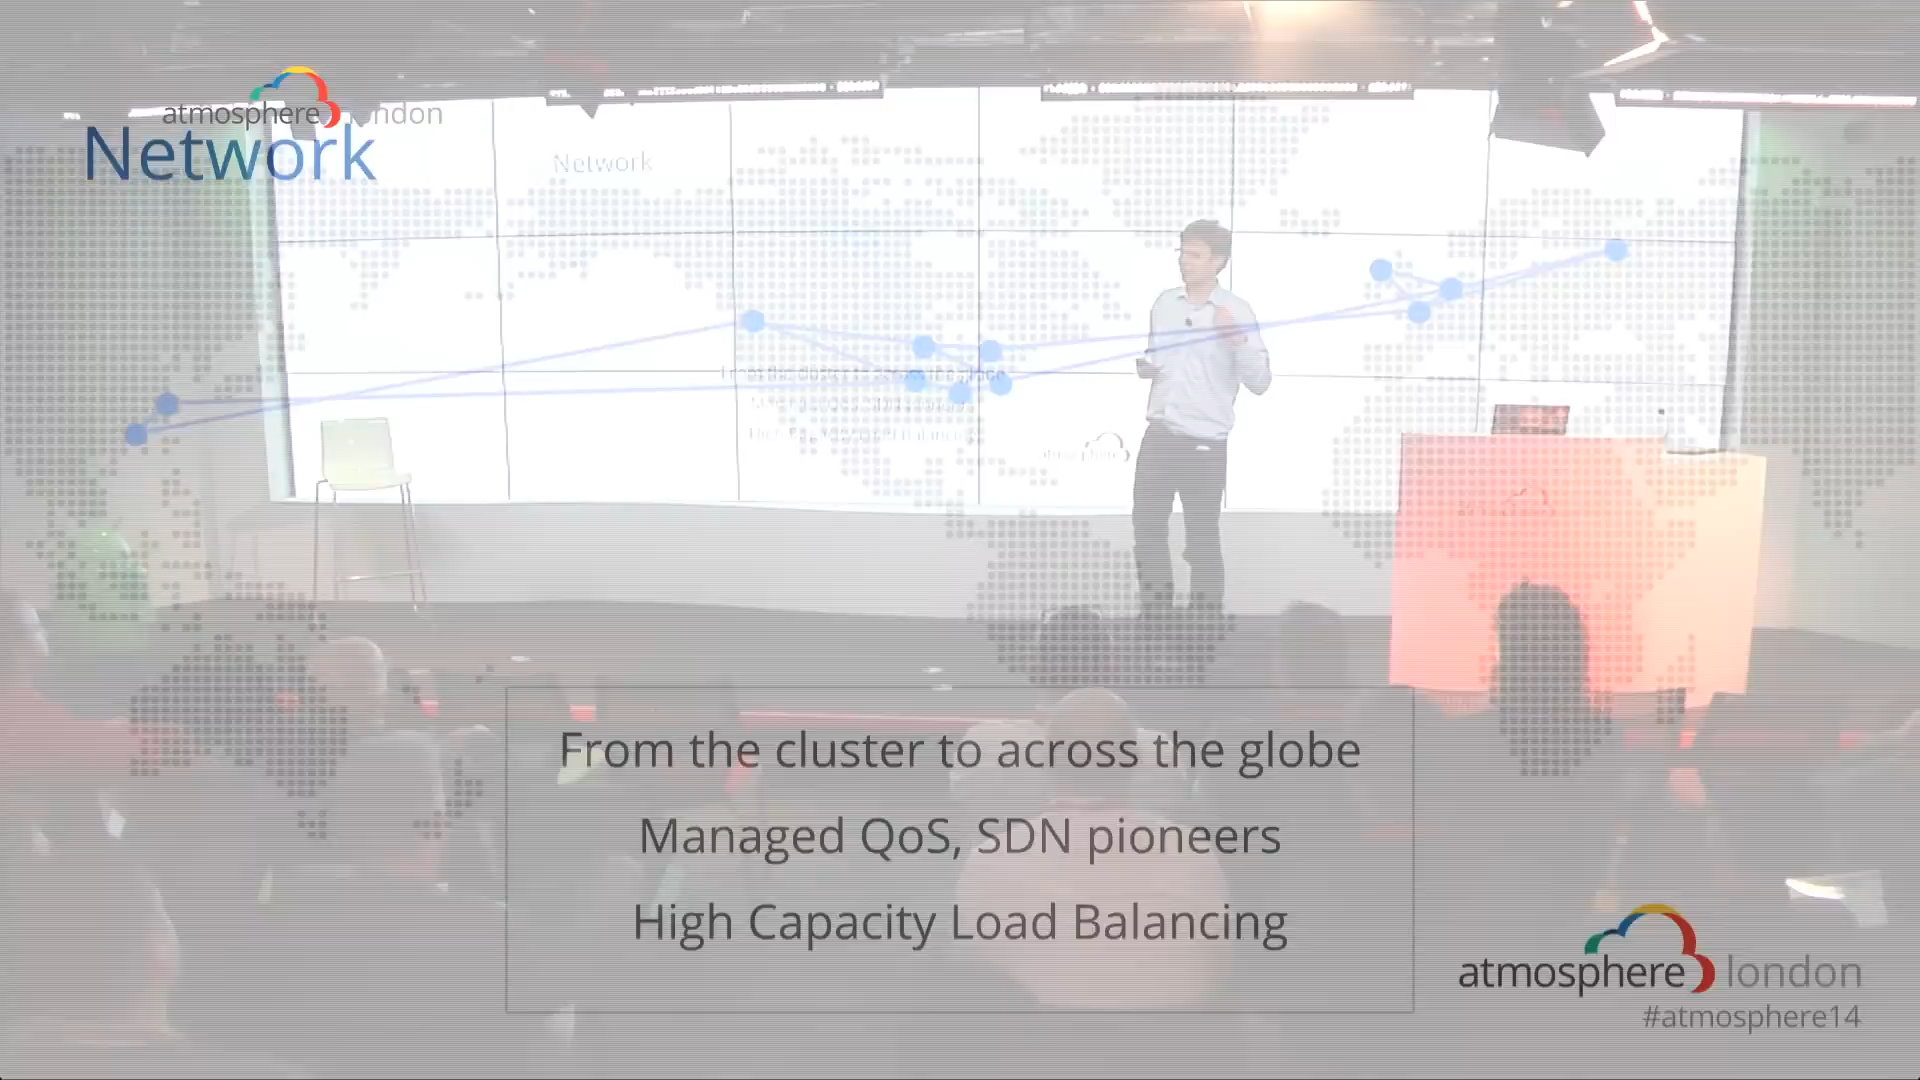 atmosphere london
Network
Network
From the cluster to across the globe
Managed QoS, SDN pioneers
High Capacity Load Balancing
atmosphere london
#atmosphere14